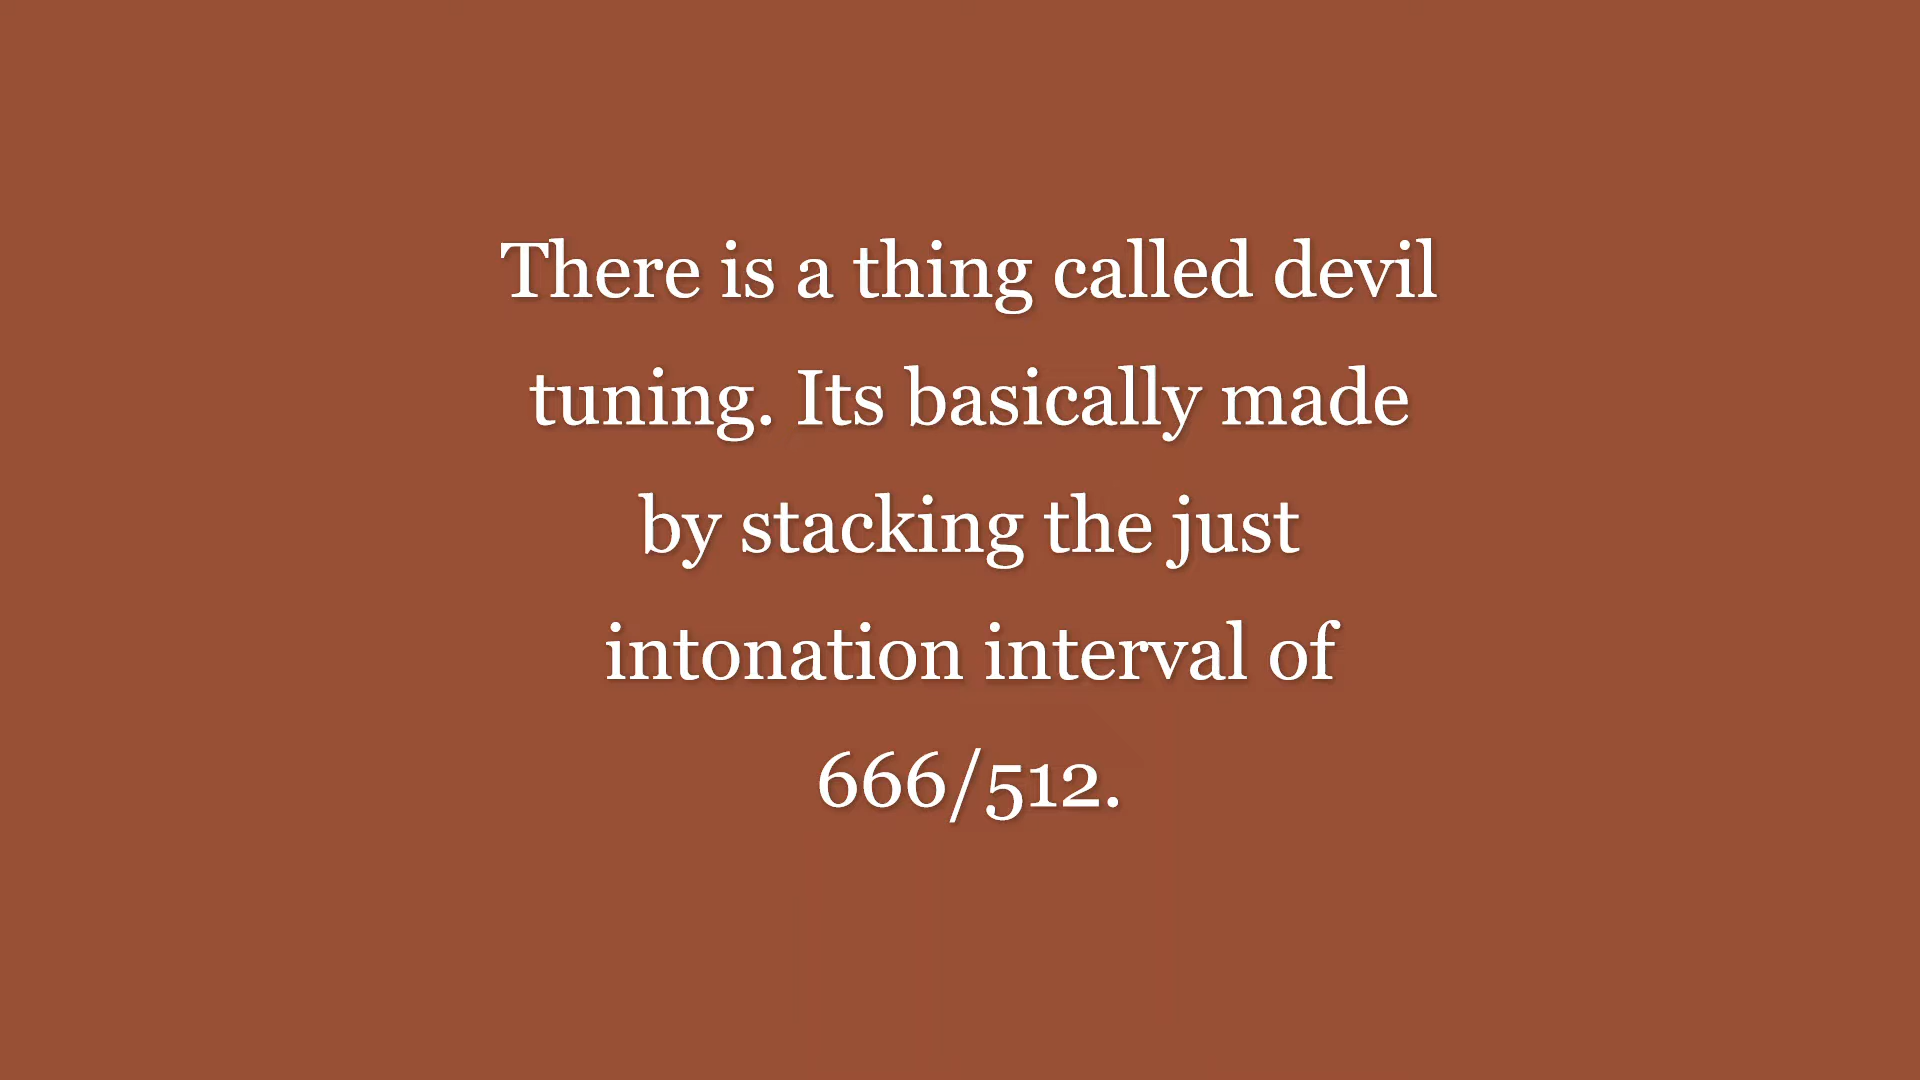 There is a thing called devil
tuning. Its basically made
by stacking the just
intonation interval of
666/512.